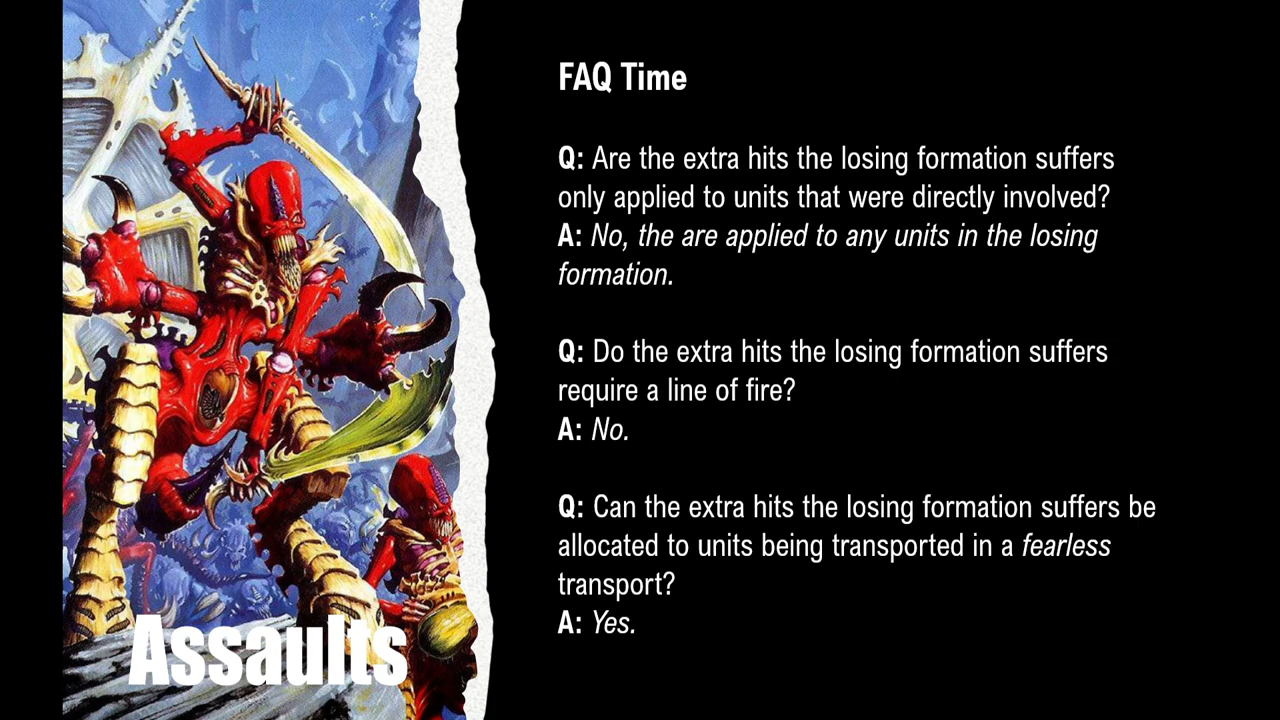 FAQ Time
Q: Are the extra hits the losing formation suffers
only applied to units that were directly involved?
A: No, the are applied to any units in the losing
formation.
Q: Do the extra hits the losing formation suffers
require a line of fire?
A: No.
Q: Can the extra hits the losing formation suffers be
allocated to units being transported in a fearless
transport?
A: Yes.
Assaults